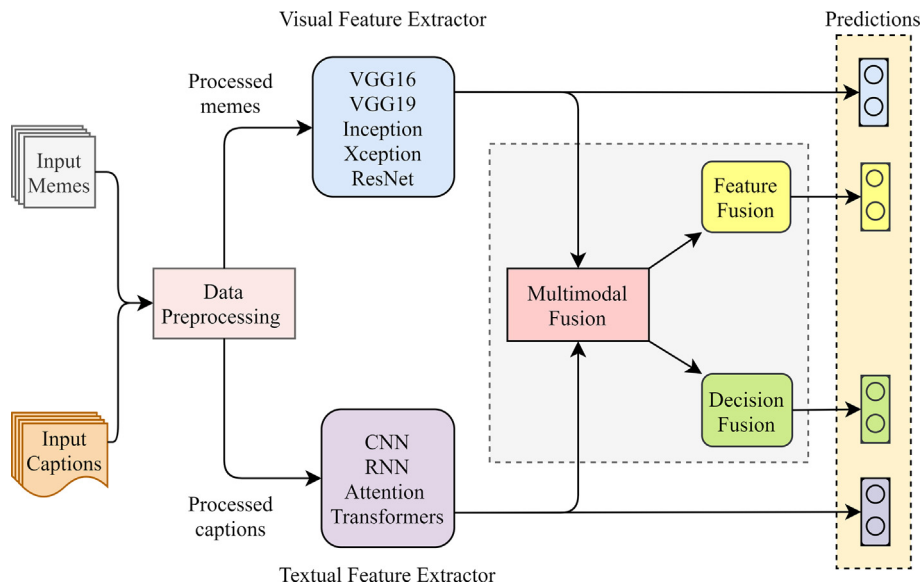 Visual Feature Extractor
Predictions
Processed
memes
VGG16
VGG19
Inception
Xception
ResNet
Input
Memes
Feature
Fusion
Data
Preprocessing
Multimodal
Fusion
Decision
Fusion
Input
Captions
CNN
RNN
Attention
Transformers
Processed
captions
Textual Feature Extractor